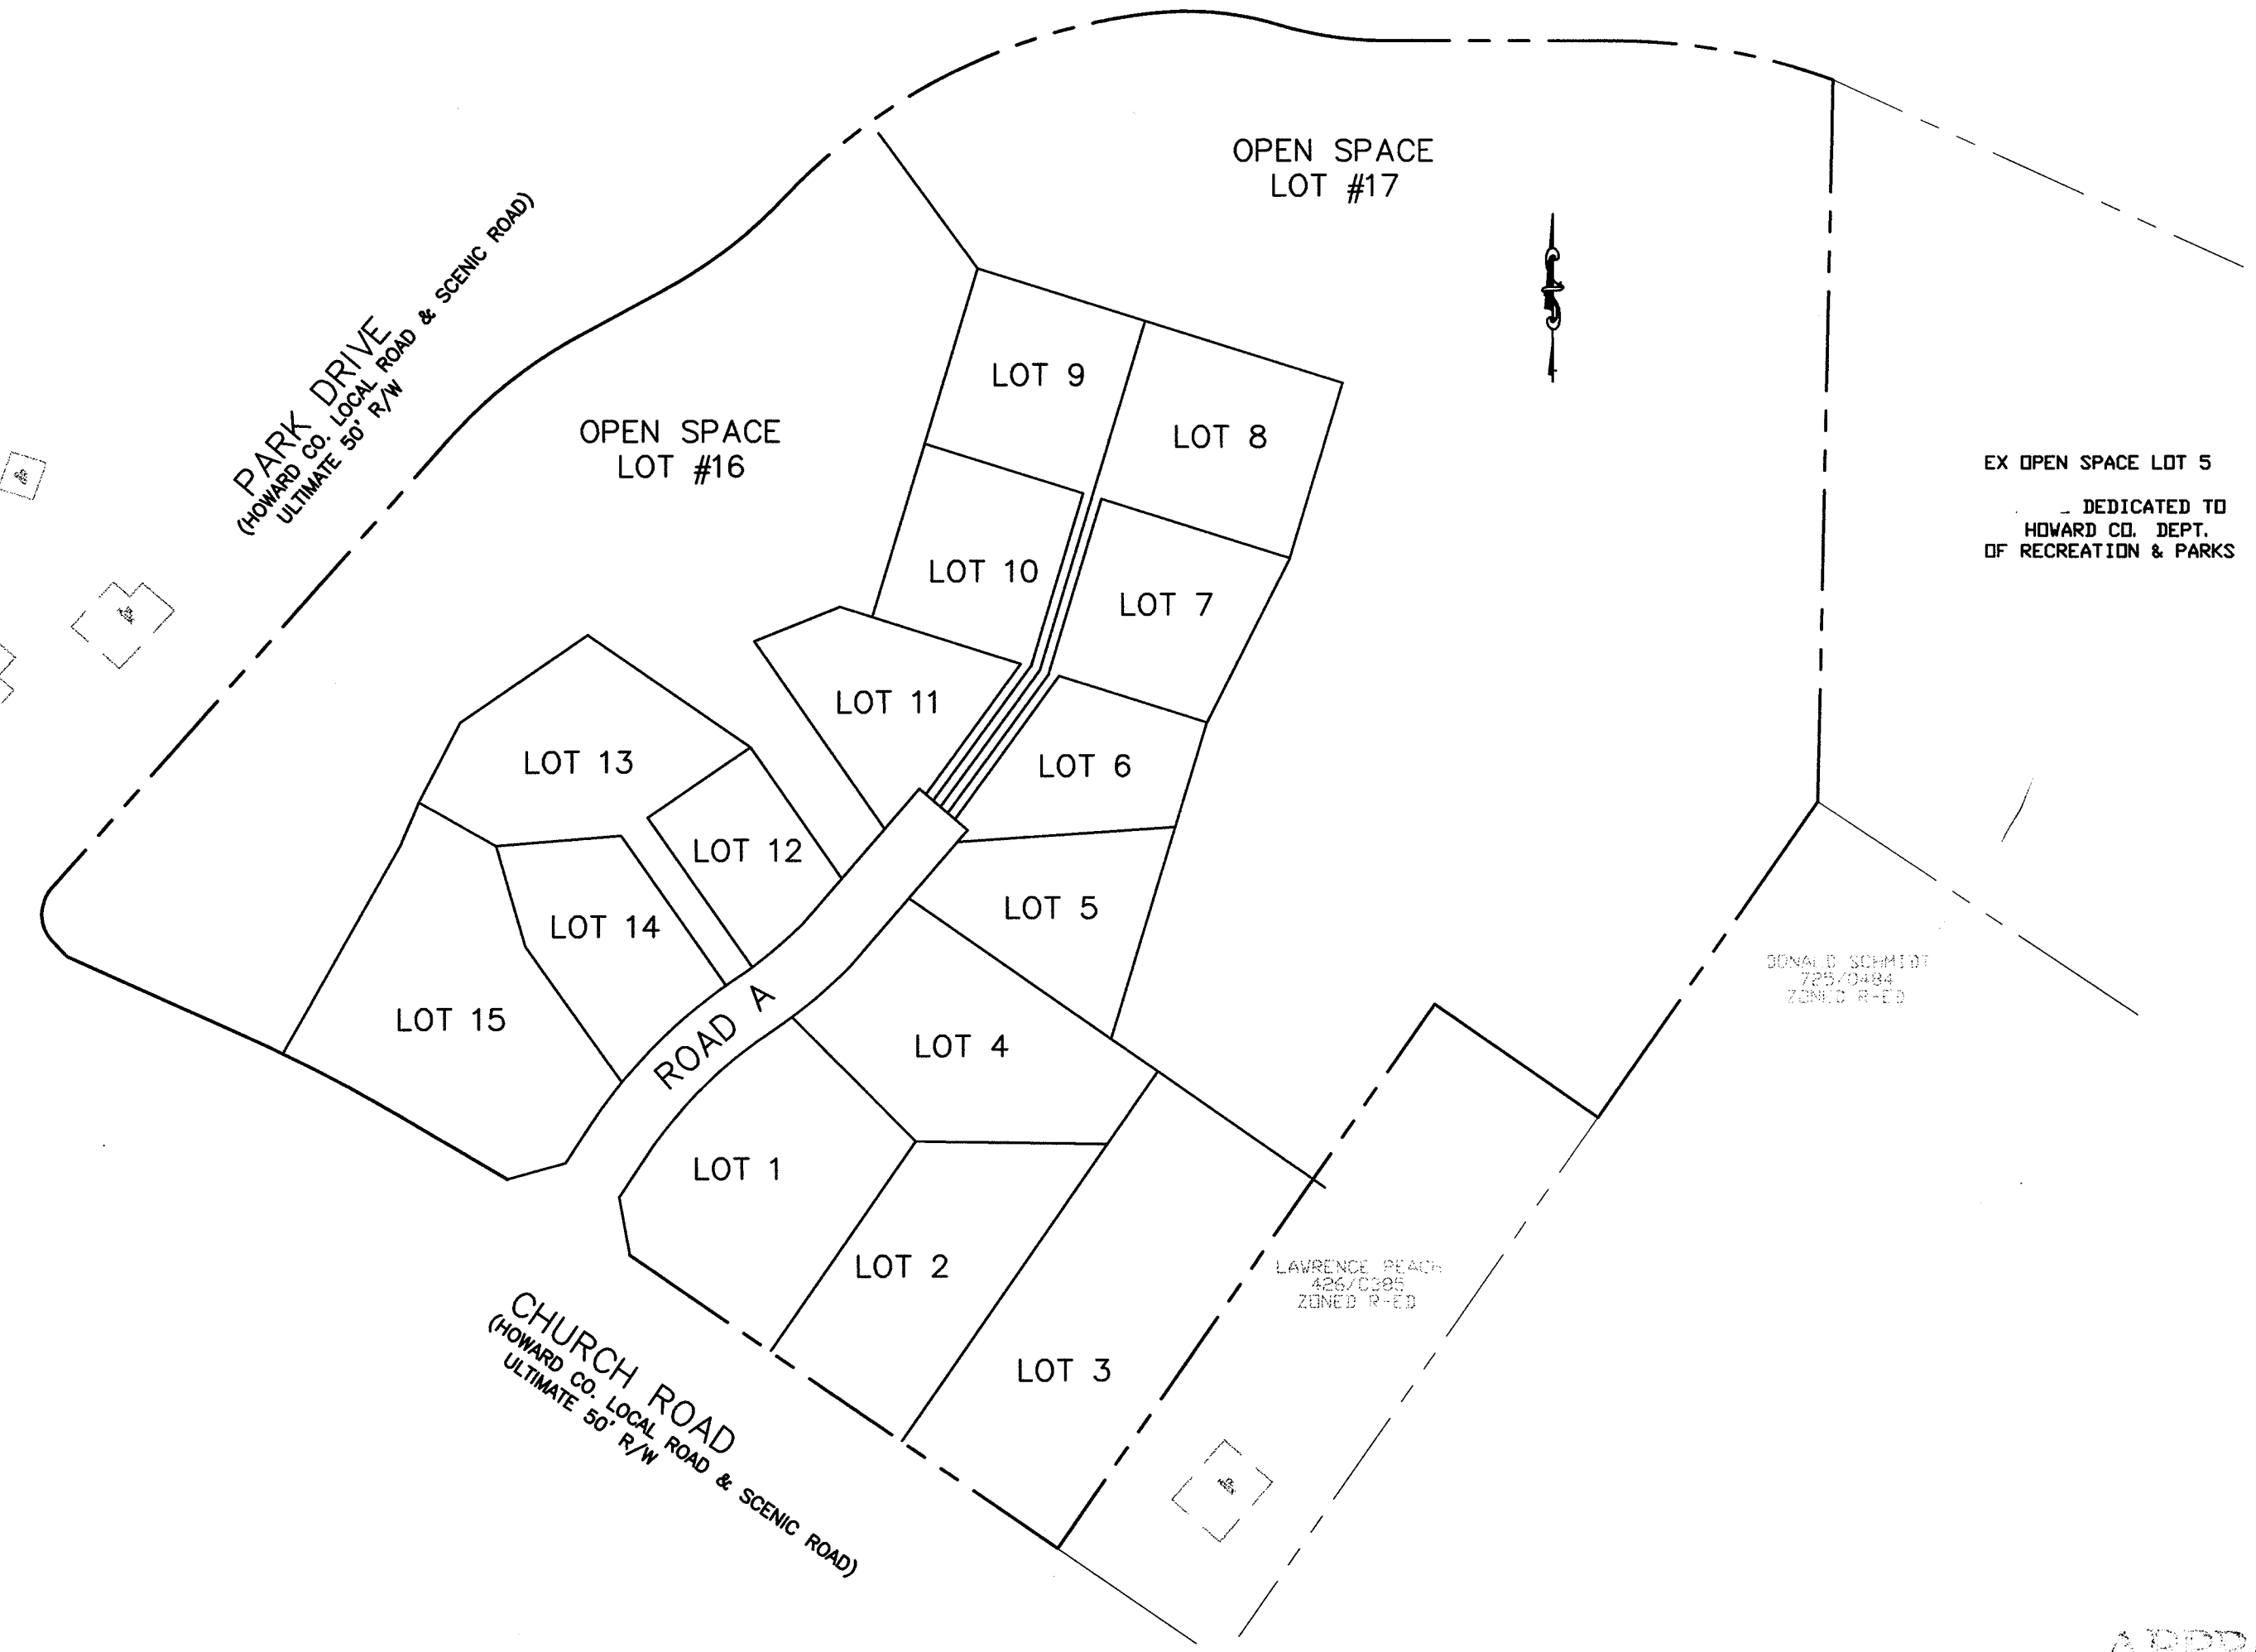 OPEN SPACE
LOT #17
PARK DRIVE
(HOWARD CO. LOCAL ROAD & SCENIC ROAD)
ULTIMATE 50' R/W
LOT 9
LOT 8
OPEN SPACE
LOT #16
EX OPEN SPACE LOT 5
DEDICATED TO
HOWARD CO. DEPT.
OF RECREATION & PARKS
LOT 10
LOT 7
LOT 11
LOT 13
LOT 6
LOT 12
LOT 5
LOT 14
DONALD SCHMIDT
725/0484
ZONED R-ED
LOT 15
ROAD A
LOT 4
LOT 1
LOT 2
LAWRENCE PEACH
426/0385
ZONED R-ED
LOT 3
CHURCH ROAD
(HOWARD CO. LOCAL ROAD & SCENIC ROAD)
ULTIMATE 50' R/W